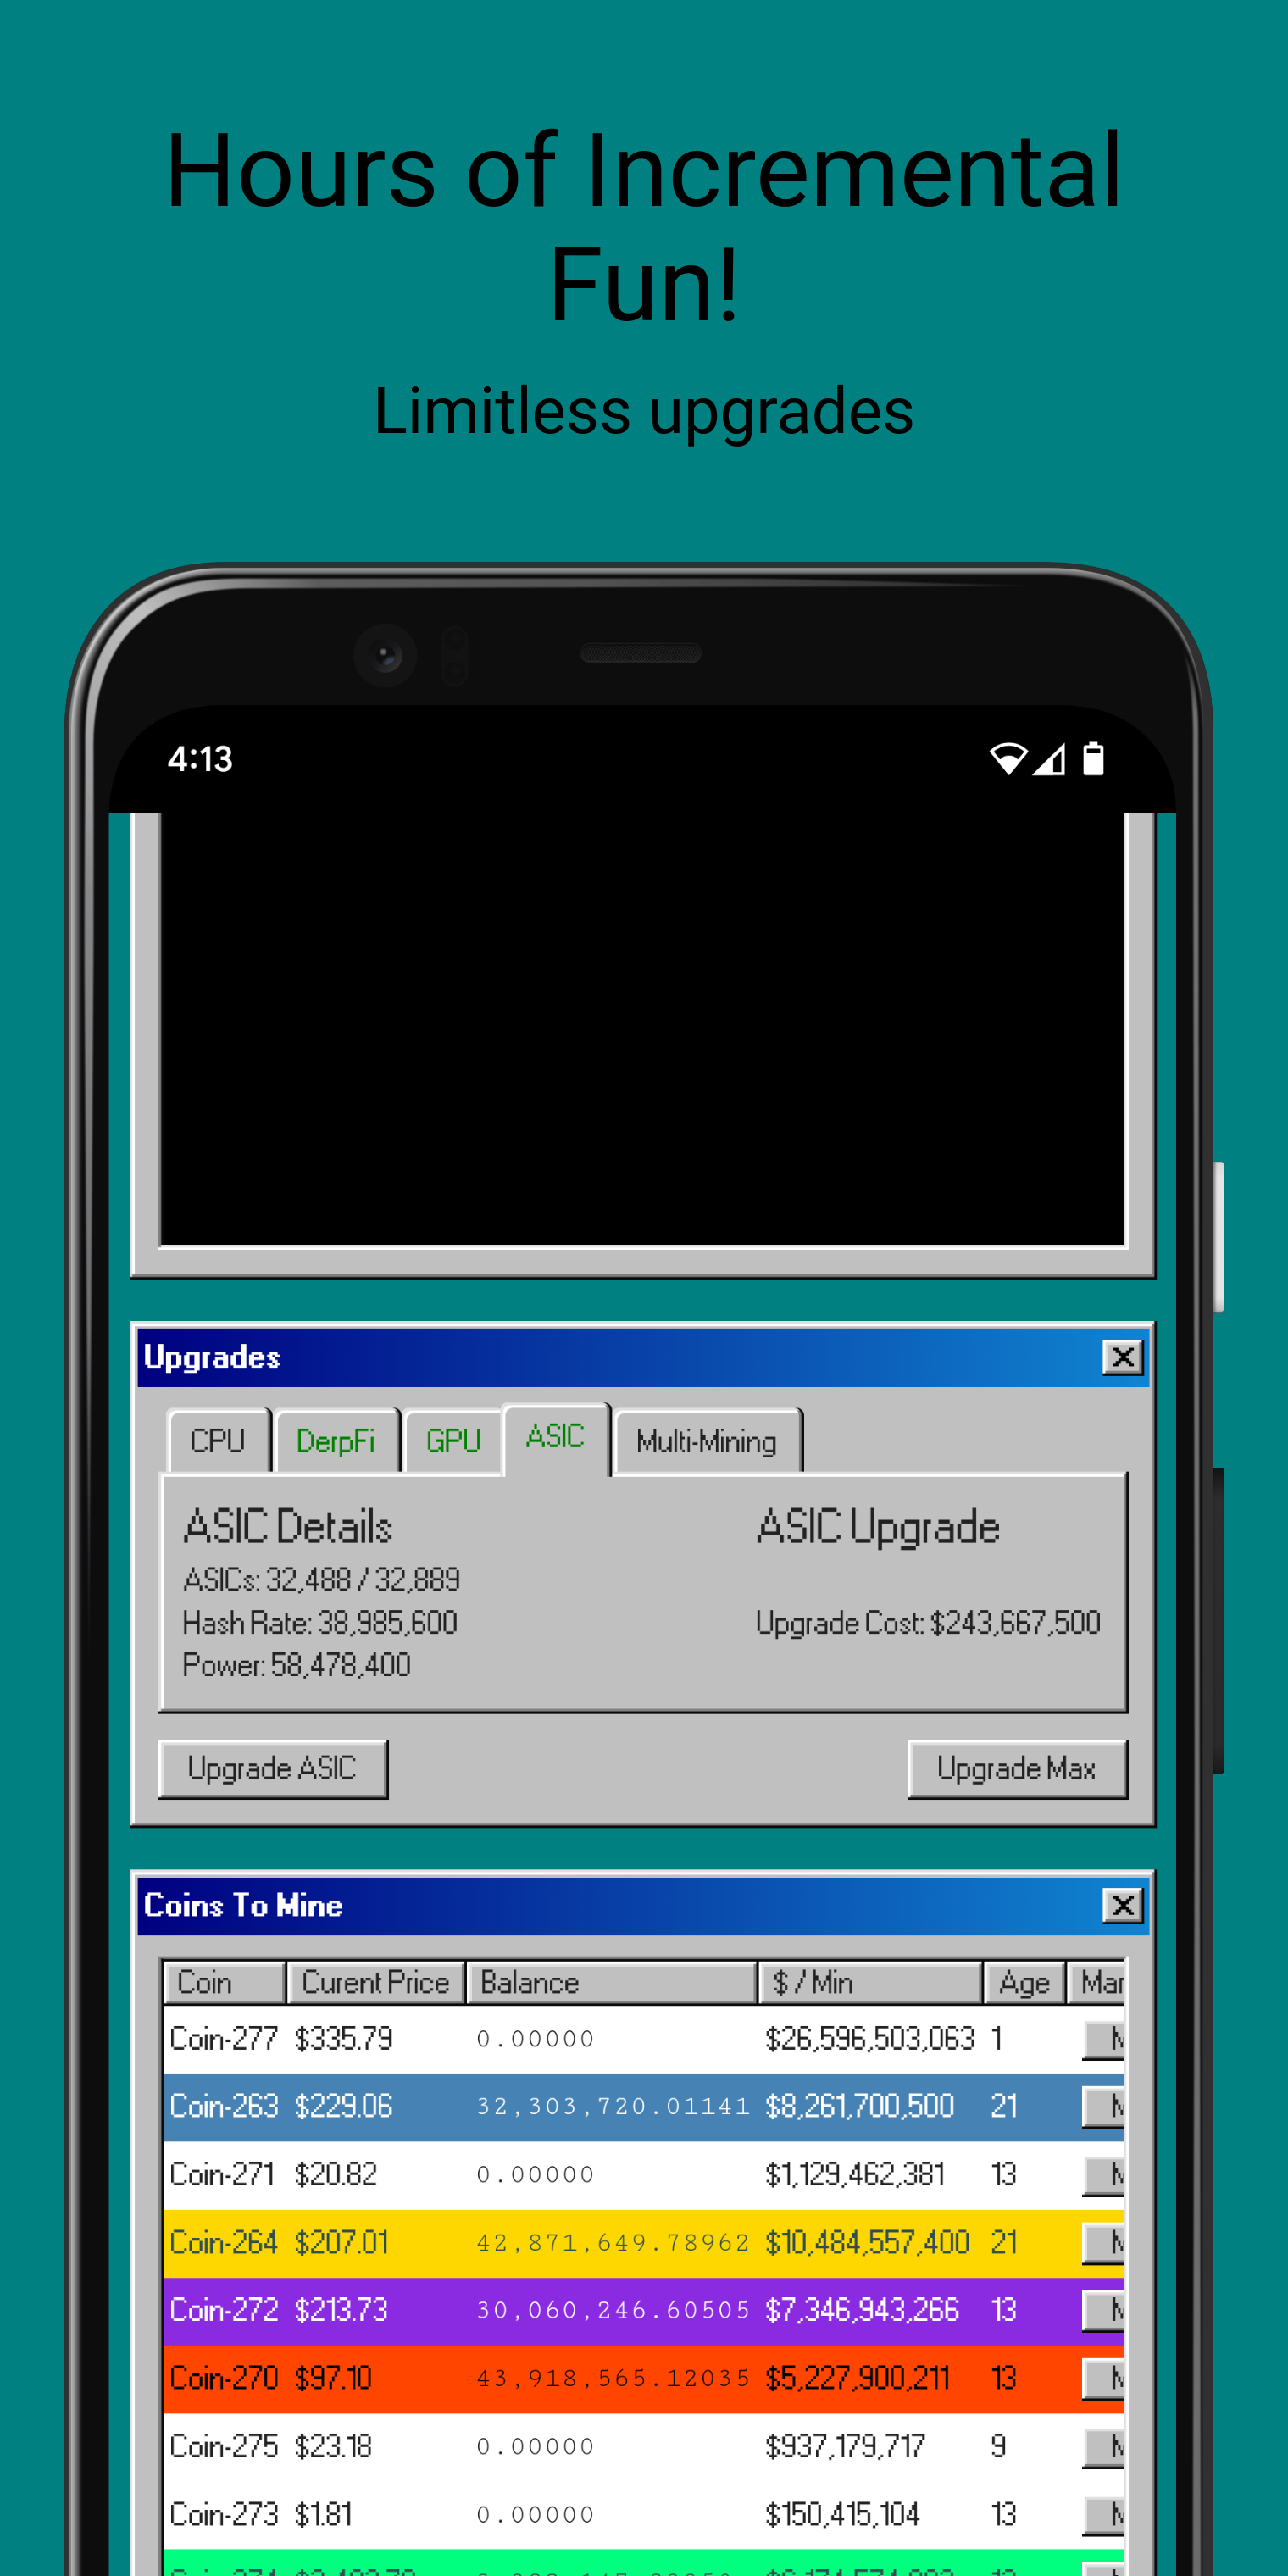 Hours of Incremental
Fun!
Limitless upgrades
4:13
Upgrades
CPU DerpFi GPU ASIC Multi-Mining
ASIC Details ASIC Upgrade
ASICs: 32,488 / 32,889
Hash Rate: 38,985,600 Upgrade Cost: $243,667,500
Power: 58,478,400
Upgrade ASIC Upgrade Max
Coins To Mine
Coin Curent Price Balance $ / Min Age
Coin-277 $335.79 0.00000 $26,596,503,063 1
Coin-263 $229.06 32,303,720.01141 $8,261,700,500 21
Coin-271 $20.82 0.00000 $1,129,462,381 13
Coin-264 $207.01 42,871,649.78962 $10,484,557,400 21
Coin-272 $213.73 30,060,246.60505 $7,346,943,266 13
Coin-270 $97.10 43,918,565.12035 $5,227,900,211 13
Coin-275 $23.18 0.00000 $937,179,717 9
Coin-273 $1.81 0.00000 $150,415,104 13